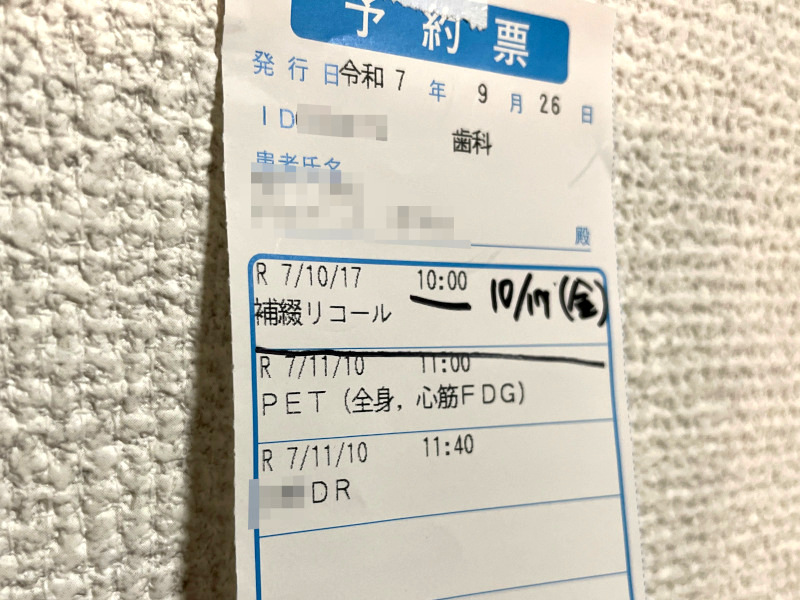 予約票
発行日令和 7 年 9 月 26 日
ID
歯科
患者氏名
殿
R 7/10/17 10:00 10/17(金)
補綴リコール
R 7/11/10 11:00
PET(全身,心筋FDG)
R 7/11/10 11:40
DR